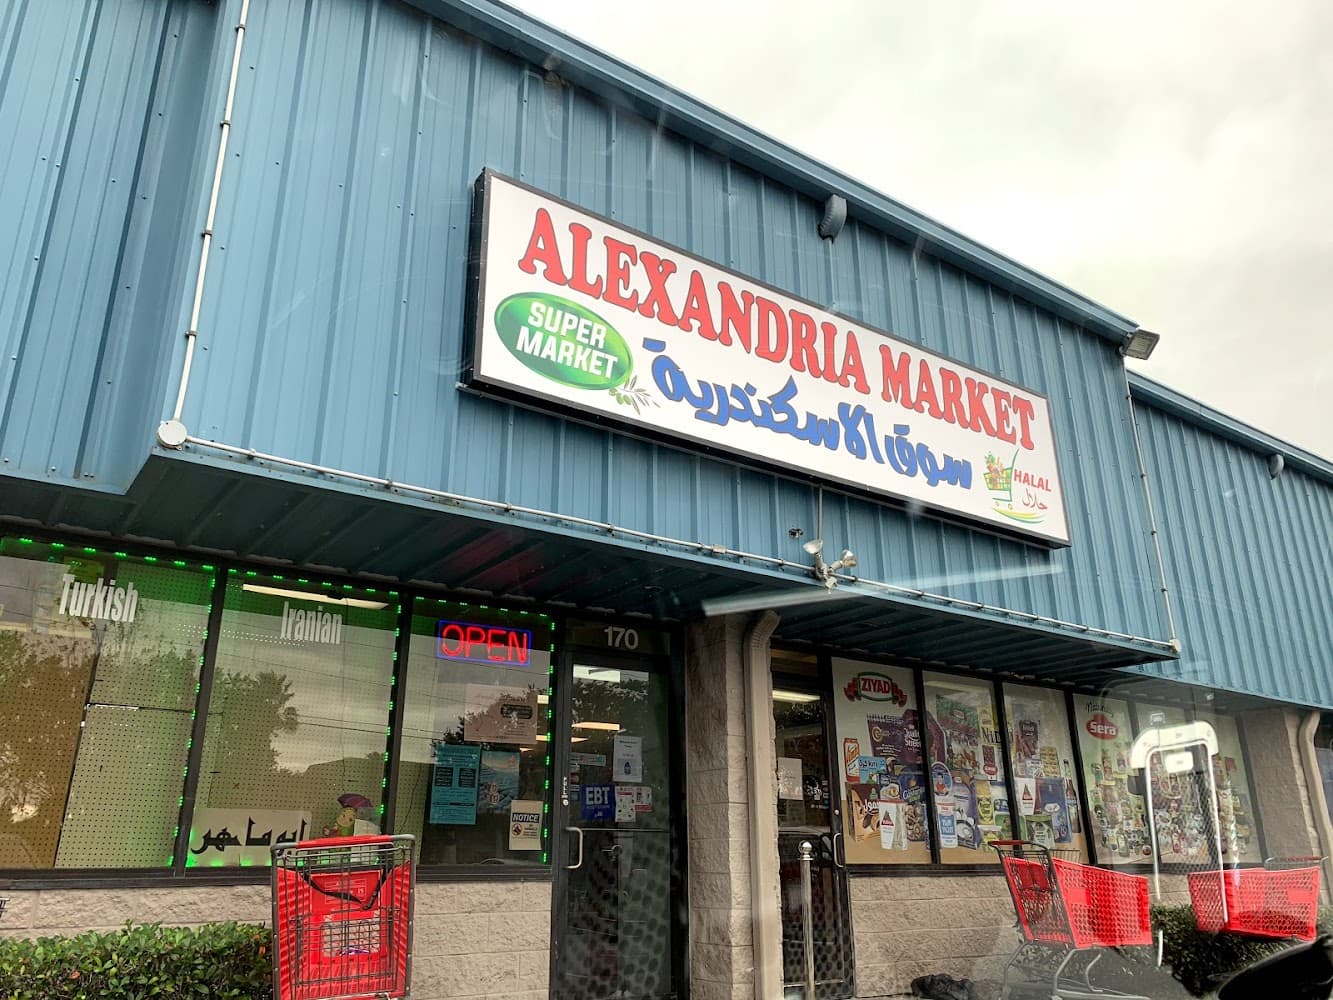 ALEXANDRIA MARKET
SUPER
MARKET
سوق الاسكندرية
HALAL
حلال
Turkish
Iranian
OPEN
170
ZIYAD
Sera
EBT
NOTICE
ابو ماهر